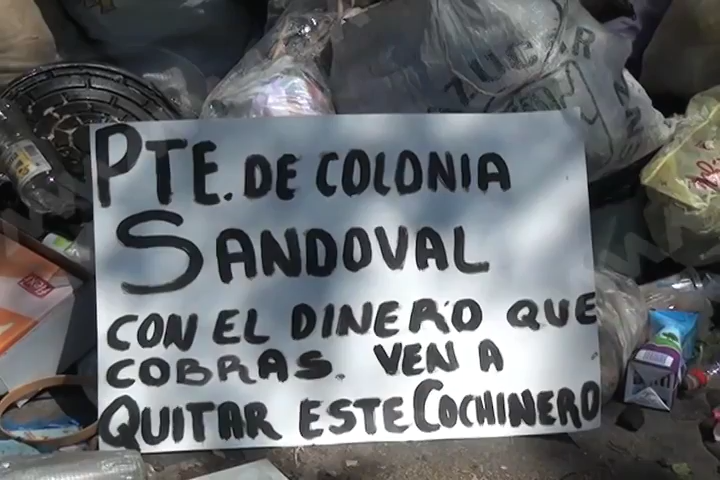 PTE. DE COLONIA
SANDOVAL
CON EL DINERO QUE
COBRAS. VEN A
QUITAR ESTE COCHINERO